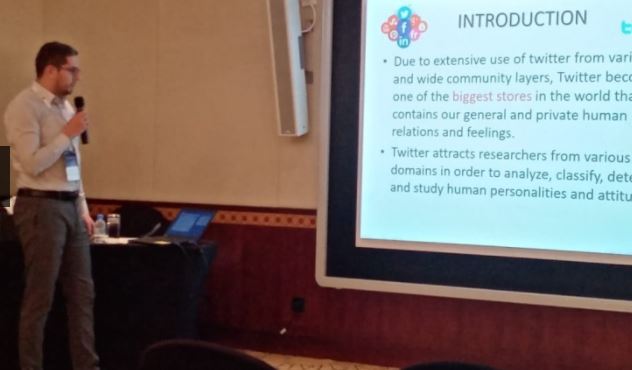 INTRODUCTION
• Due to extensive use of twitter from vari
and wide community layers, Twitter beco
one of the biggest stores in the world tha
contains our general and private human
relations and feelings.
• Twitter attracts researchers from various
domains in order to analyze, classify, dete
and study human personalities and attitu